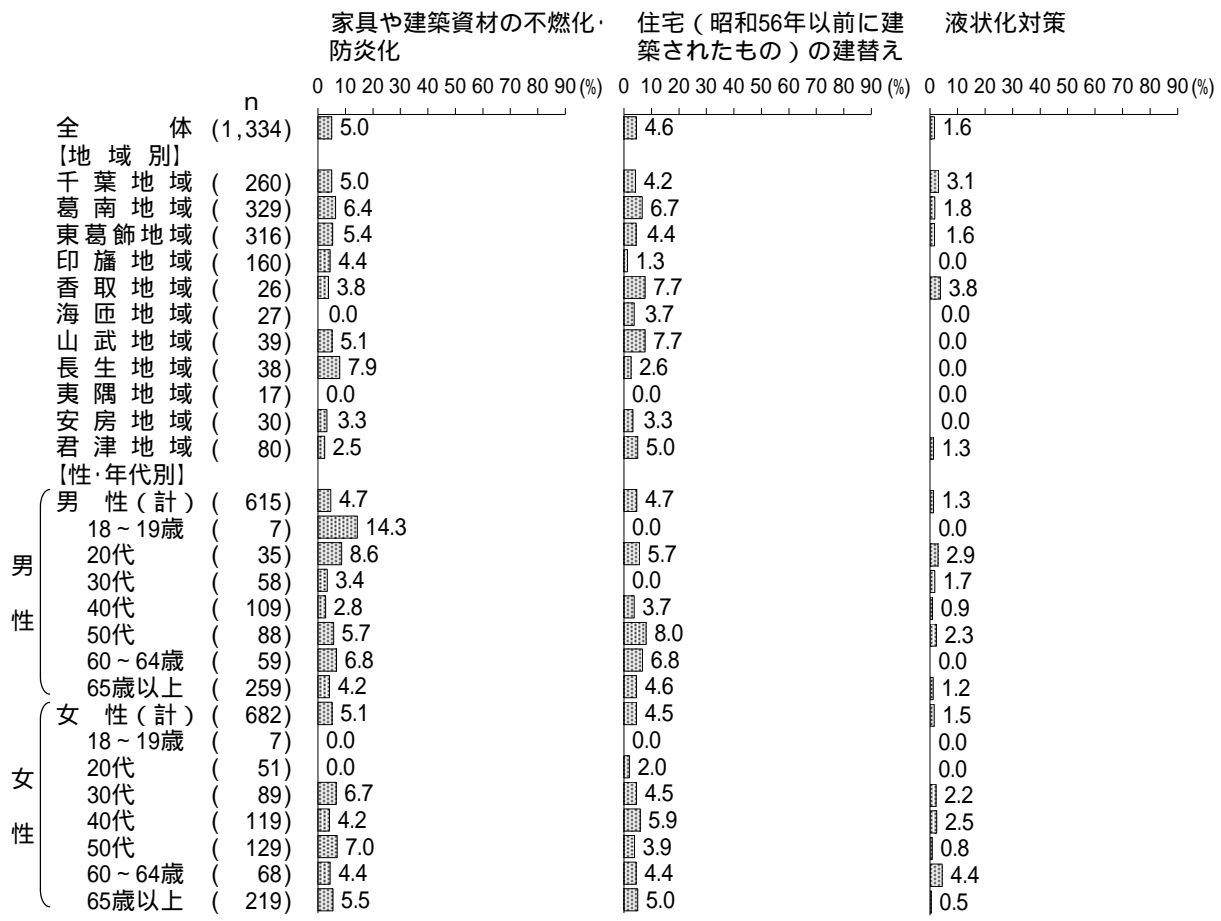 家具や建築資材の不燃化・防炎化
住宅（昭和56年以前に建築されたもの）の建替え
液状化対策
0 10 20 30 40 50 60 70 80 90(%) 0 10 20 30 40 50 60 70 80 90(%) 0 10 20 30 40 50 60 70 80 90(%)
n
全体 (1,334) 5.0 4.6 1.6
【地域別】
千葉地域 ( 260) 5.0 4.2 3.1
葛南地域 ( 329) 6.4 6.7 1.8
東葛飾地域 ( 316) 5.4 4.4 1.6
印旛地域 ( 160) 4.4 1.3 0.0
香取地域 ( 26) 3.8 7.7 3.8
海匝地域 ( 27) 0.0 3.7 0.0
山武地域 ( 39) 5.1 7.7 0.0
長生地域 ( 38) 7.9 2.6 0.0
夷隅地域 ( 17) 0.0 0.0 0.0
安房地域 ( 30) 3.3 3.3 0.0
君津地域 ( 80) 2.5 5.0 1.3
【性・年代別】
男性（計） ( 615) 4.7 4.7 1.3
18～19歳 ( 7) 14.3 0.0 0.0
20代 ( 35) 8.6 5.7 2.9
30代 ( 58) 3.4 0.0 1.7
40代 ( 109) 2.8 3.7 0.9
50代 ( 88) 5.7 8.0 2.3
60～64歳 ( 59) 6.8 6.8 0.0
65歳以上 ( 259) 4.2 4.6 1.2
男性
女性（計） ( 682) 5.1 4.5 1.5
18～19歳 ( 7) 0.0 0.0 0.0
20代 ( 51) 0.0 2.0 0.0
30代 ( 89) 6.7 4.5 2.2
40代 ( 119) 4.2 5.9 2.5
50代 ( 129) 7.0 3.9 0.8
60～64歳 ( 68) 4.4 4.4 4.4
65歳以上 ( 219) 5.5 5.0 0.5
女性